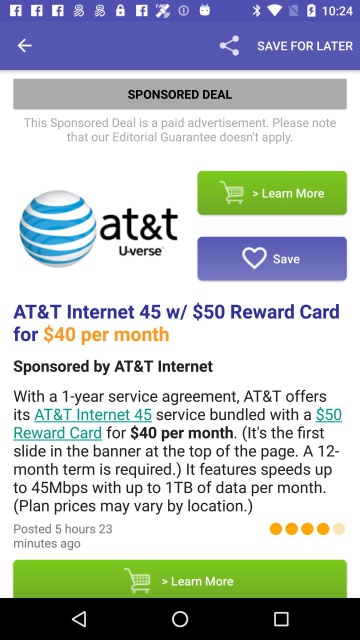 10:24
SAVE FOR LATER
SPONSORED DEAL
This Sponsored Deal is a paid advertisement. Please note
that our Editorial Guarantee doesn't apply.
> Learn More
at&t
U-verse
Save
AT&T Internet 45 w/ $50 Reward Card
for $40 per month
Sponsored by AT&T Internet
With a 1-year service agreement, AT&T offers
its AT&T Internet 45 service bundled with a $50
Reward Card for $40 per month. (It's the first
slide in the banner at the top of the page. A 12-
month term is required.) It features speeds up
to 45Mbps with up to 1TB of data per month.
(Plan prices may vary by location.)
Posted 5 hours 23
minutes ago
> Learn More